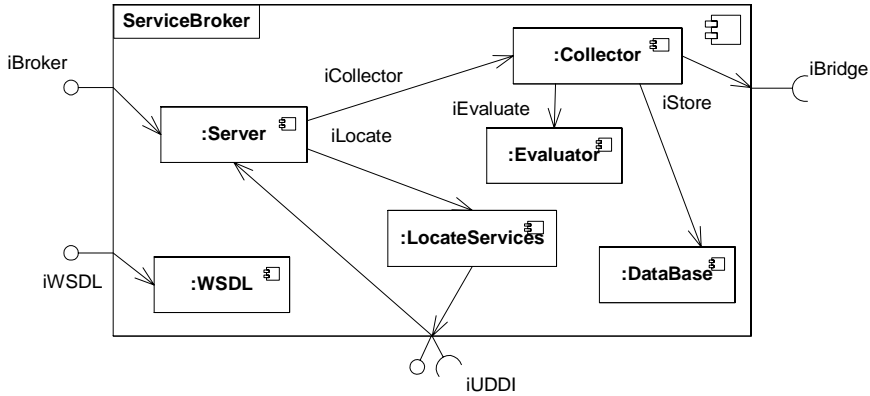 ServiceBroker
:Collector
iBroker
iCollector
iBridge
iEvaluate
iStore
:Server
iLocate
:Evaluator
:LocateServices
:WSDL
iWSDL
:DataBase
iUDDI